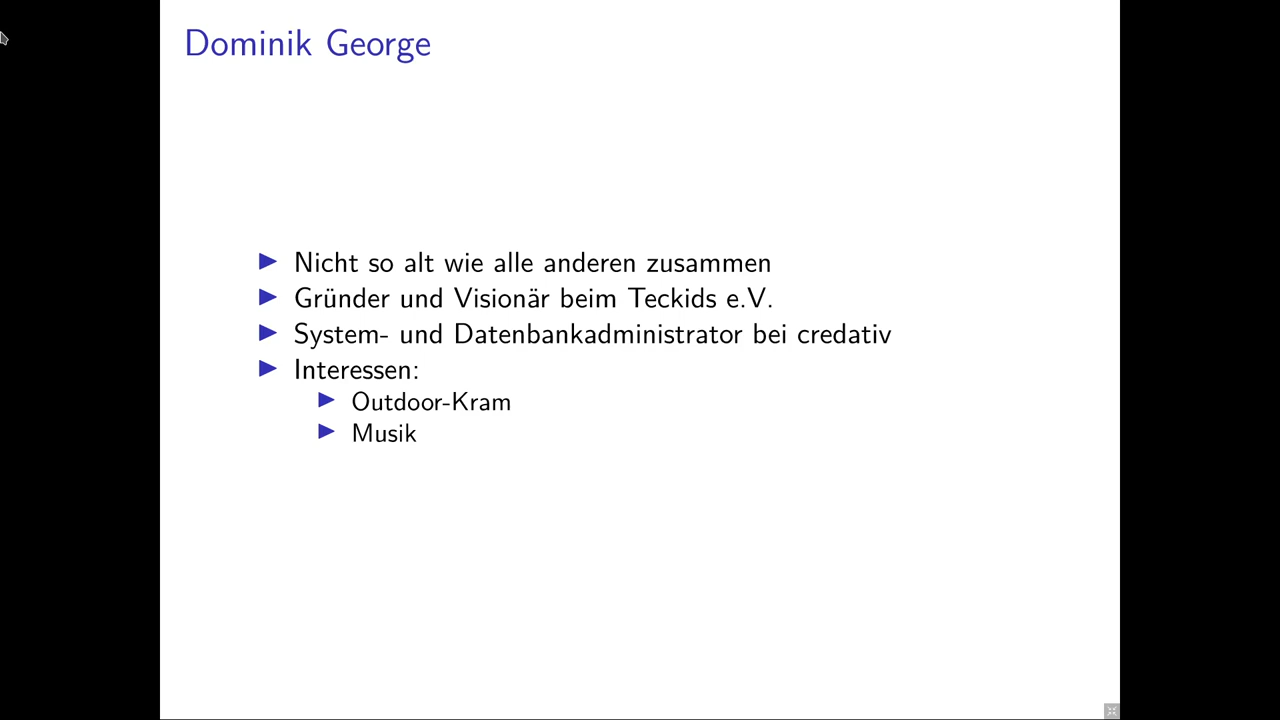 Dominik George
Nicht so alt wie alle anderen zusammen
Gründer und Visionär beim Teckids e.V.
System- und Datenbankadministrator bei credativ
Interessen:
Outdoor-Kram
Musik